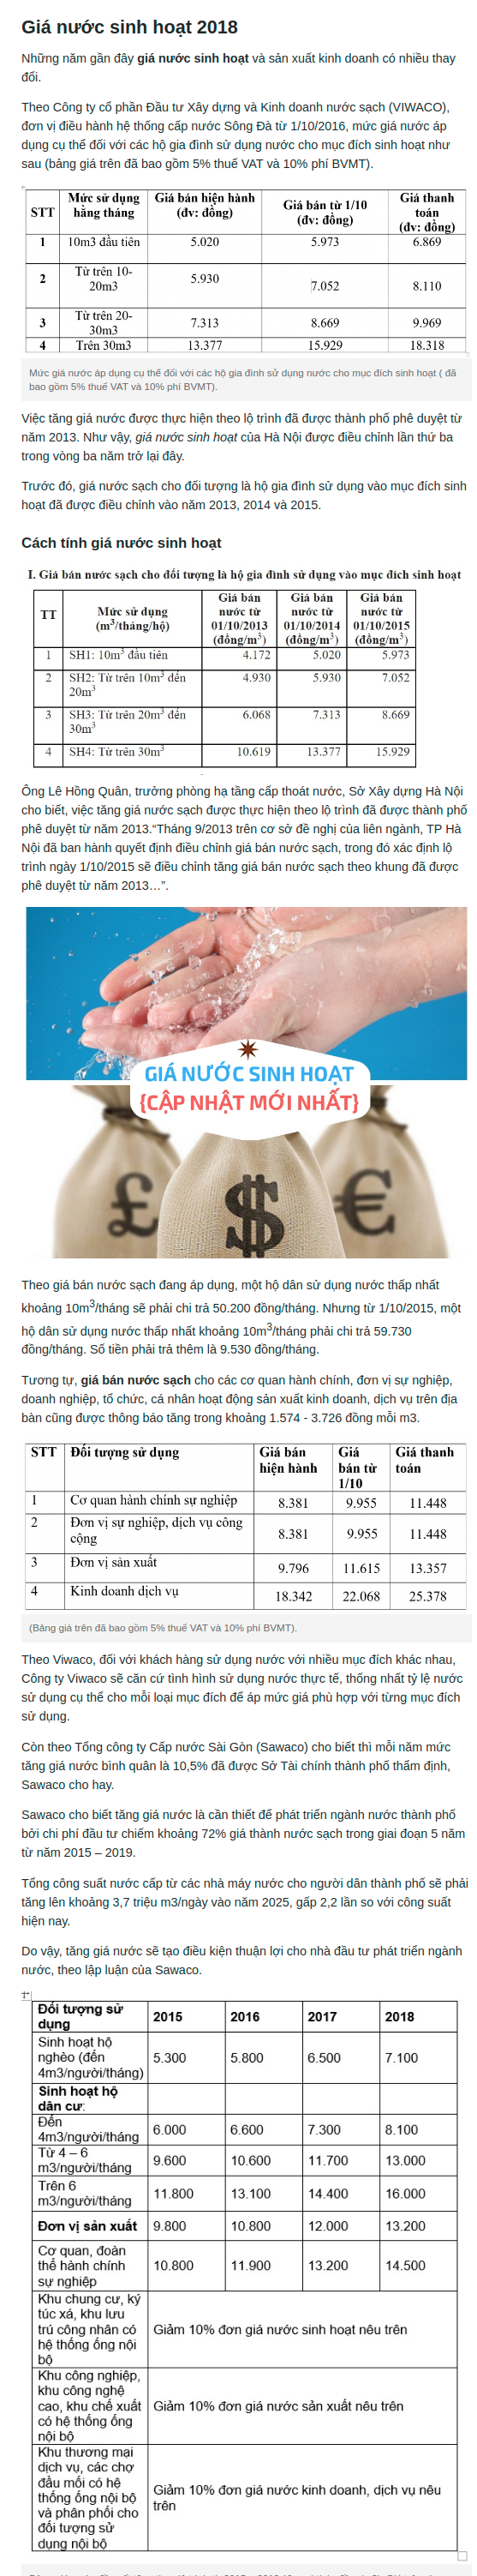 Giá nước sinh hoạt 2018
Những năm gần đây giá nước sinh hoạt và sản xuất kinh doanh có nhiều thay
đổi.
Theo Công ty cổ phần Đầu tư Xây dựng và Kinh doanh nước sạch (VIWACO),
đơn vị điều hành hệ thống cấp nước Sông Đà từ 1/10/2016, mức giá nước áp
dụng cụ thể đối với các hộ gia đình sử dụng nước cho mục đích sinh hoạt như
sau (bảng giá trên đã bao gồm 5% thuế VAT và 10% phí BVMT).
STT Mức sử dụng hàng tháng Giá bán hiện hành (đv: đồng) Giá bán từ 1/10 (đv: đồng) Giá thanh toán (đv: đồng)
1 10m3 đầu tiên 5.020 5.973 6.869
2 Từ trên 10-20m3 5.930 7.052 8.110
3 Từ trên 20-30m3 7.313 8.669 9.969
4 Trên 30m3 13.377 15.929 18.318
Mức giá nước áp dụng cụ thể đối với các hộ gia đình sử dụng nước cho mục đích sinh hoạt ( đã
bao gồm 5% thuế VAT và 10% phí BVMT).
Việc tăng giá nước được thực hiện theo lộ trình đã được thành phố phê duyệt từ
năm 2013. Như vậy, giá nước sinh hoạt của Hà Nội được điều chỉnh lần thứ ba
trong vòng ba năm trở lại đây.
Trước đó, giá nước sạch cho đối tượng là hộ gia đình sử dụng vào mục đích sinh
hoạt đã được điều chỉnh vào năm 2013, 2014 và 2015.
Cách tính giá nước sinh hoạt
I. Giá bán nước sạch cho đối tượng là hộ gia đình sử dụng vào mục đích sinh hoạt
TT Mức sử dụng (m³/tháng/hộ) Giá bán nước từ 01/10/2013 (đồng/m³) Giá bán nước từ 01/10/2014 (đồng/m³) Giá bán nước từ 01/10/2015 (đồng/m³)
1 SH1: 10m³ đầu tiên 4.172 5.020 5.973
2 SH2: Từ trên 10m³ đến 20m³ 4.930 5.930 7.052
3 SH3: Từ trên 20m³ đến 30m³ 6.068 7.313 8.669
4 SH4: Từ trên 30m³ 10.619 13.377 15.929
Ông Lê Hồng Quân, trưởng phòng hạ tầng cấp thoát nước, Sở Xây dựng Hà Nội
cho biết, việc tăng giá nước sạch được thực hiện theo lộ trình đã được thành phố
phê duyệt từ năm 2013.“Tháng 9/2013 trên cơ sở đề nghị của liên ngành, TP Hà
Nội đã ban hành quyết định điều chỉnh giá bán nước sạch, trong đó xác định lộ
trình ngày 1/10/2015 sẽ điều chỉnh tăng giá bán nước sạch theo khung đã được
phê duyệt từ năm 2013…”.
GIÁ NƯỚC SINH HOẠT
{CẬP NHẬT MỚI NHẤT}
£ $ €
Theo giá bán nước sạch đang áp dụng, một hộ dân sử dụng nước thấp nhất
khoảng 10m³/tháng sẽ phải chi trả 50.200 đồng/tháng. Nhưng từ 1/10/2015, một
hộ dân sử dụng nước thấp nhất khoảng 10m³/tháng phải chi trả 59.730
đồng/tháng. Số tiền phải trả thêm là 9.530 đồng/tháng.
Tương tự, giá bán nước sạch cho các cơ quan hành chính, đơn vị sự nghiệp,
doanh nghiệp, tổ chức, cá nhân hoạt động sản xuất kinh doanh, dịch vụ trên địa
bàn cũng được thông báo tăng trong khoảng 1.574 - 3.726 đồng mỗi m3.
STT Đối tượng sử dụng Giá bán hiện hành Giá bán từ 1/10 Giá thanh toán
1 Cơ quan hành chính sự nghiệp 8.381 9.955 11.448
2 Đơn vị sự nghiệp, dịch vụ công cộng 8.381 9.955 11.448
3 Đơn vị sản xuất 9.796 11.615 13.357
4 Kinh doanh dịch vụ 18.342 22.068 25.378
(Bảng giá trên đã bao gồm 5% thuế VAT và 10% phí BVMT).
Theo Viwaco, đối với khách hàng sử dụng nước với nhiều mục đích khác nhau,
Công ty Viwaco sẽ căn cứ tình hình sử dụng nước thực tế, thống nhất tỷ lệ nước
sử dụng cụ thể cho mỗi loại mục đích để áp mức giá phù hợp với từng mục đích
sử dụng.
Còn theo Tổng công ty Cấp nước Sài Gòn (Sawaco) cho biết thì mỗi năm mức
tăng giá nước bình quân là 10,5% đã được Sở Tài chính thành phố thẩm định,
Sawaco cho hay.
Sawaco cho biết tăng giá nước là cần thiết để phát triển ngành nước thành phố
bởi chi phí đầu tư chiếm khoảng 72% giá thành nước sạch trong giai đoạn 5 năm
từ năm 2015 – 2019.
Tổng công suất nước cấp từ các nhà máy nước cho người dân thành phố sẽ phải
tăng lên khoảng 3,7 triệu m3/ngày vào năm 2025, gấp 2,2 lần so với công suất
hiện nay.
Do vậy, tăng giá nước sẽ tạo điều kiện thuận lợi cho nhà đầu tư phát triển ngành
nước, theo lập luận của Sawaco.
Đối tượng sử dụng 2015 2016 2017 2018
Sinh hoạt hộ nghèo (đến 4m3/người/tháng) 5.300 5.800 6.500 7.100
Sinh hoạt hộ dân cư:
Đến 4m3/người/tháng 6.000 6.600 7.300 8.100
Từ 4 – 6 m3/người/tháng 9.600 10.600 11.700 13.000
Trên 6 m3/người/tháng 11.800 13.100 14.400 16.000
Đơn vị sản xuất 9.800 10.800 12.000 13.200
Cơ quan, đoàn thể hành chính sự nghiệp 10.800 11.900 13.200 14.500
Khu chung cư, ký túc xá, khu lưu trú công nhân có hệ thống ống nội bộ Giảm 10% đơn giá nước sinh hoạt nêu trên
Khu công nghiệp, khu công nghệ cao, khu chế xuất có hệ thống ống nội bộ Giảm 10% đơn giá nước sản xuất nêu trên
Khu thương mại dịch vụ, các chợ đầu mối có hệ thống ống nội bộ và phân phối cho đối tượng sử dụng nội bộ Giảm 10% đơn giá nước kinh doanh, dịch vụ nêu trên